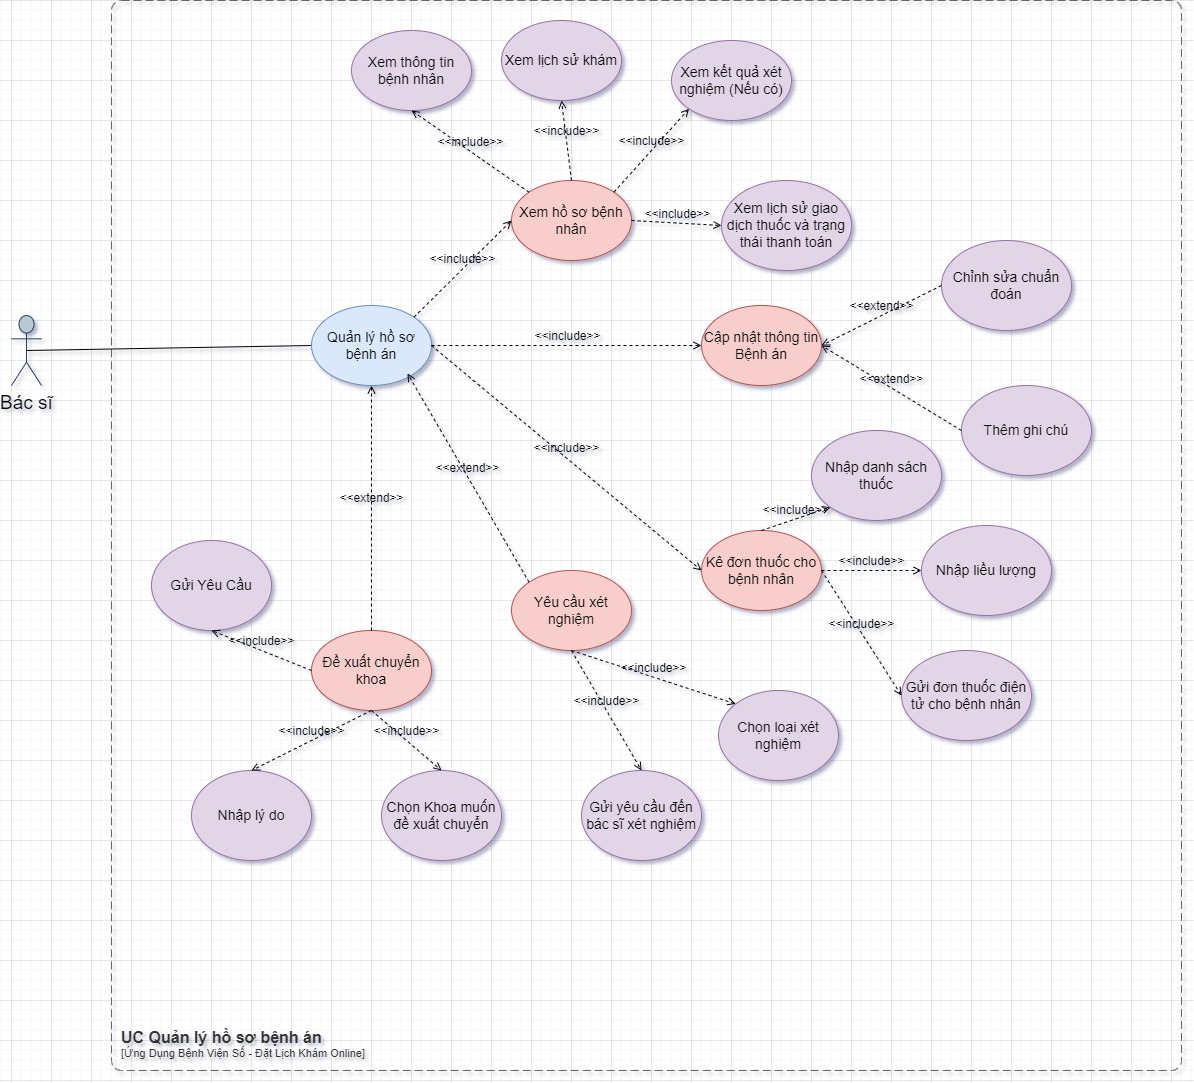 Xem thông tin
bệnh nhân
Xem lịch sử khám
Xem kết quả xét
nghiệm (Nếu có)
<<include>>
<<include>>
<<include>>
Xem hồ sơ bệnh
nhân
<<include>>
Xem lịch sử giao
dịch thuốc và trạng
thái thanh toán
<<include>>
Chỉnh sửa chuẩn
đoán
<<extend>>
Quản lý hồ sơ
bệnh án
<<include>>
Cập nhật thông tin
Bệnh án
<<extend>>
Bác sĩ
Thêm ghi chú
<<include>>
<<extend>>
<<extend>>
Nhập danh sách
thuốc
<<include>>
Kê đơn thuốc cho
bệnh nhân
<<include>>
Nhập liều lượng
<<include>>
Gửi đơn thuốc điện
tử cho bệnh nhân
Gửi Yêu Cầu
<<include>>
Đề xuất chuyển
khoa
Yêu cầu xét
nghiệm
<<include>>
<<include>>
<<include>>
<<include>>
Chọn loại xét
nghiệm
Nhập lý do
Chọn Khoa muốn
đề xuất chuyển
Gửi yêu cầu đến
bác sĩ xét nghiệm
UC Quản lý hồ sơ bệnh án
[Ứng Dụng Bệnh Viện Số - Đặt Lịch Khám Online]